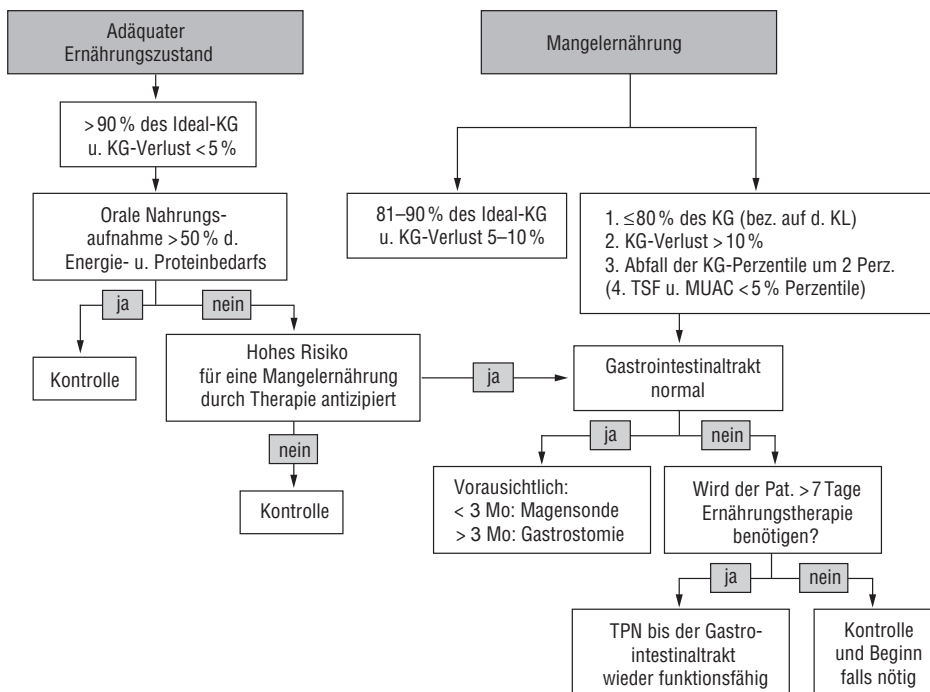 Adäquater
Ernährungszustand
Mangelernährung
>90 % des Ideal-KG
u. KG-Verlust <5 %
Orale Nahrungs-
aufnahme >50 % d.
Energie- u. Proteinbedarfs
81–90 % des Ideal-KG
u. KG-Verlust 5–10 %
1. ≤80 % des KG (bez. auf d. KL)
2. KG-Verlust >10 %
3. Abfall der KG-Perzentile um 2 Perz.
(4. TSF u. MUAC <5 % Perzentile)
ja
nein
Kontrolle
Hohes Risiko
für eine Mangelernährung
durch Therapie antizipiert
ja
Gastrointestinaltrakt
normal
nein
Kontrolle
ja
nein
Vorausichtlich:
< 3 Mo: Magensonde
> 3 Mo: Gastrostomie
Wird der Pat. >7 Tage
Ernährungstherapie
benötigen?
ja
nein
TPN bis der Gastro-
intestinaltrakt
wieder funktionsfähig
Kontrolle
und Beginn
falls nötig